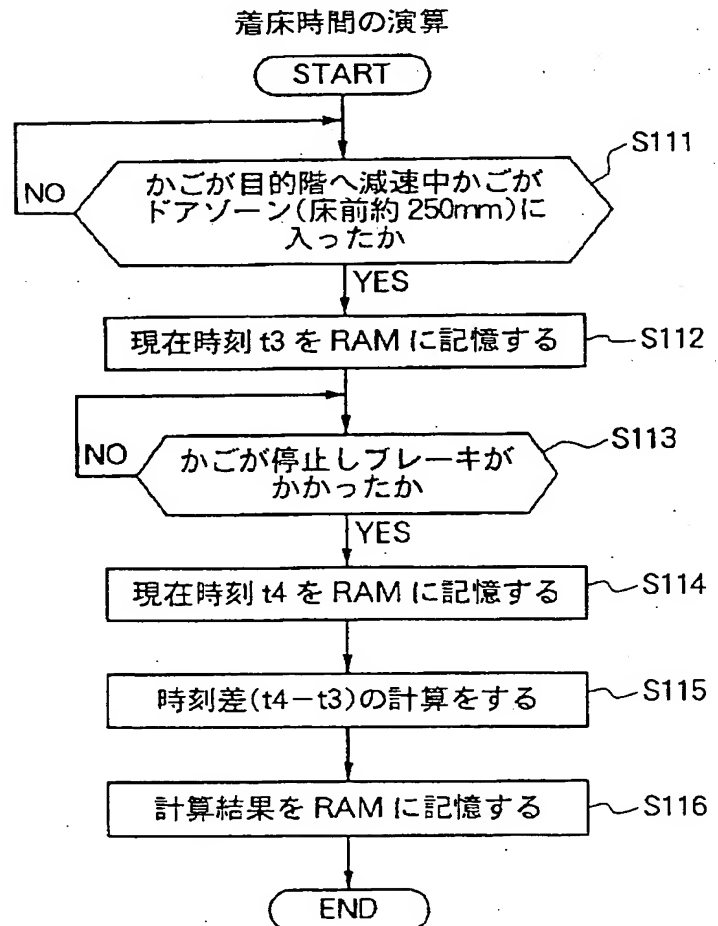 着床時間の演算
START
S111
NO
かごが目的階へ減速中かごが
ドアゾーン(床前約250mm)に
入ったか
YES
現在時刻 t3 を RAM に記憶する
S112
NO
かごが停止しブレーキが
かかったか
S113
YES
現在時刻 t4 を RAM に記憶する
S114
時刻差(t4−t3)の計算をする
S115
計算結果を RAM に記憶する
S116
END